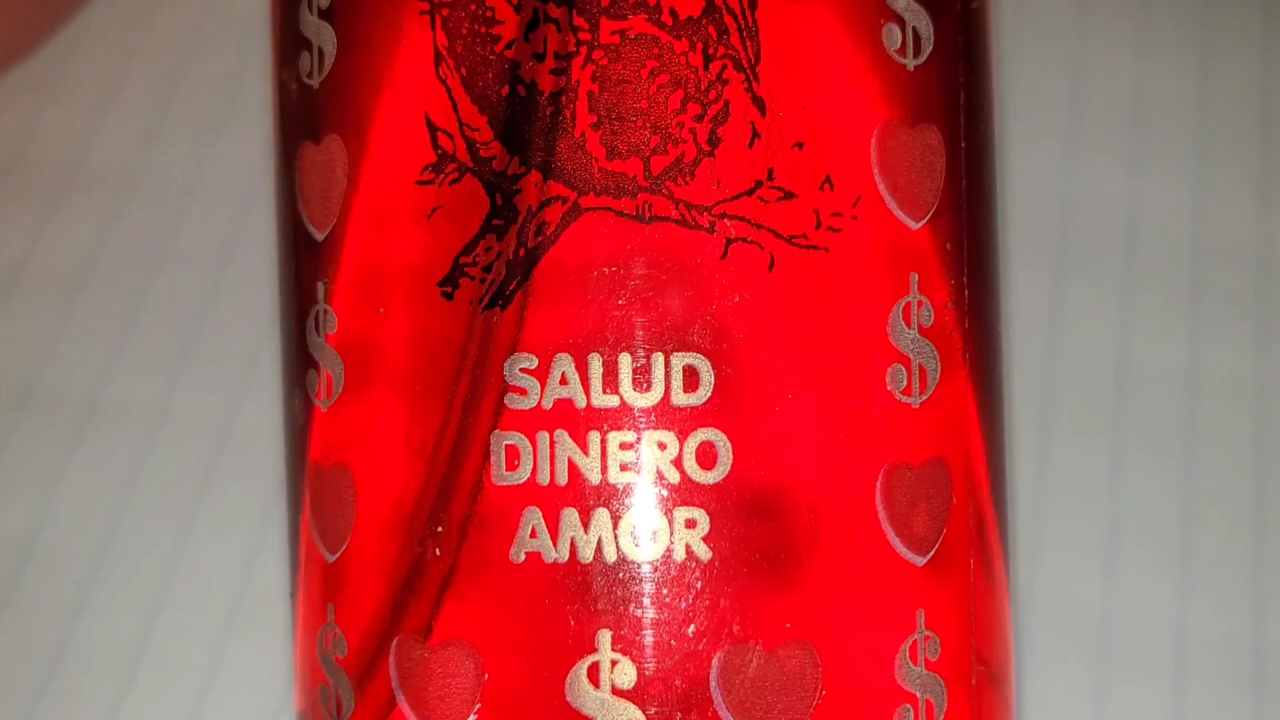 $ $
$ $
SALUD
DINERO
AMOR
$ $ $